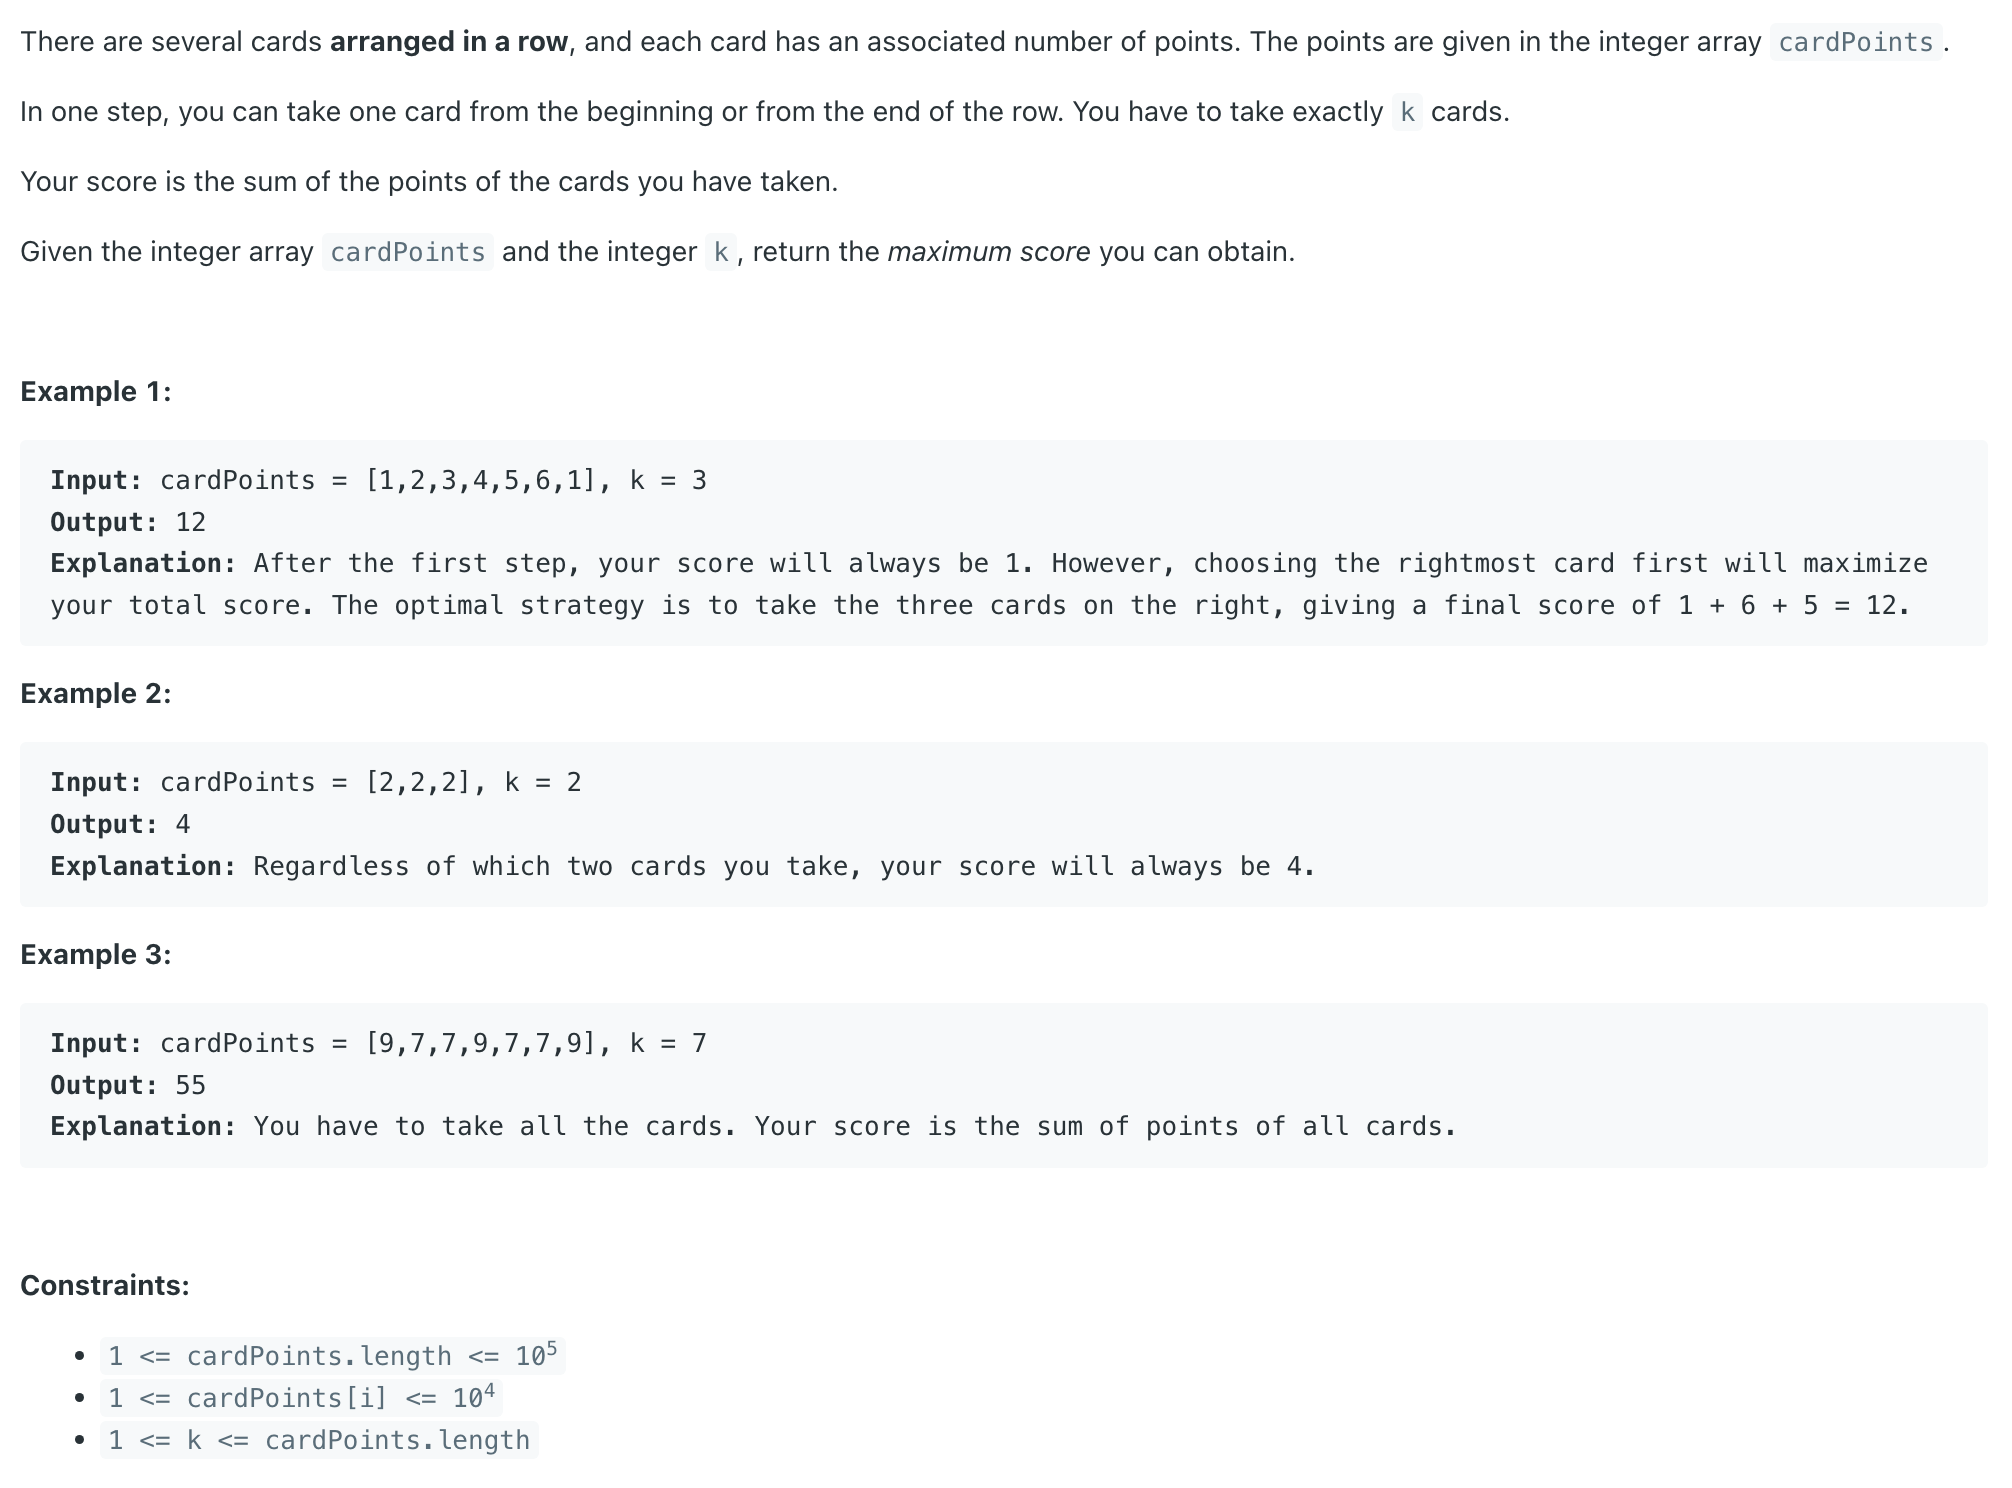 There are several cards arranged in a row, and each card has an associated number of points. The points are given in the integer array cardPoints.
In one step, you can take one card from the beginning or from the end of the row. You have to take exactly k cards.
Your score is the sum of the points of the cards you have taken.
Given the integer array cardPoints and the integer k, return the maximum score you can obtain.
Example 1:
Input: cardPoints = [1,2,3,4,5,6,1], k = 3
Output: 12
Explanation: After the first step, your score will always be 1. However, choosing the rightmost card first will maximize
your total score. The optimal strategy is to take the three cards on the right, giving a final score of 1 + 6 + 5 = 12.
Example 2:
Input: cardPoints = [2,2,2], k = 2
Output: 4
Explanation: Regardless of which two cards you take, your score will always be 4.
Example 3:
Input: cardPoints = [9,7,7,9,7,7,9], k = 7
Output: 55
Explanation: You have to take all the cards. Your score is the sum of points of all cards.
Constraints:
• 1 <= cardPoints.length <= 10⁵
• 1 <= cardPoints[i] <= 10⁴
• 1 <= k <= cardPoints.length